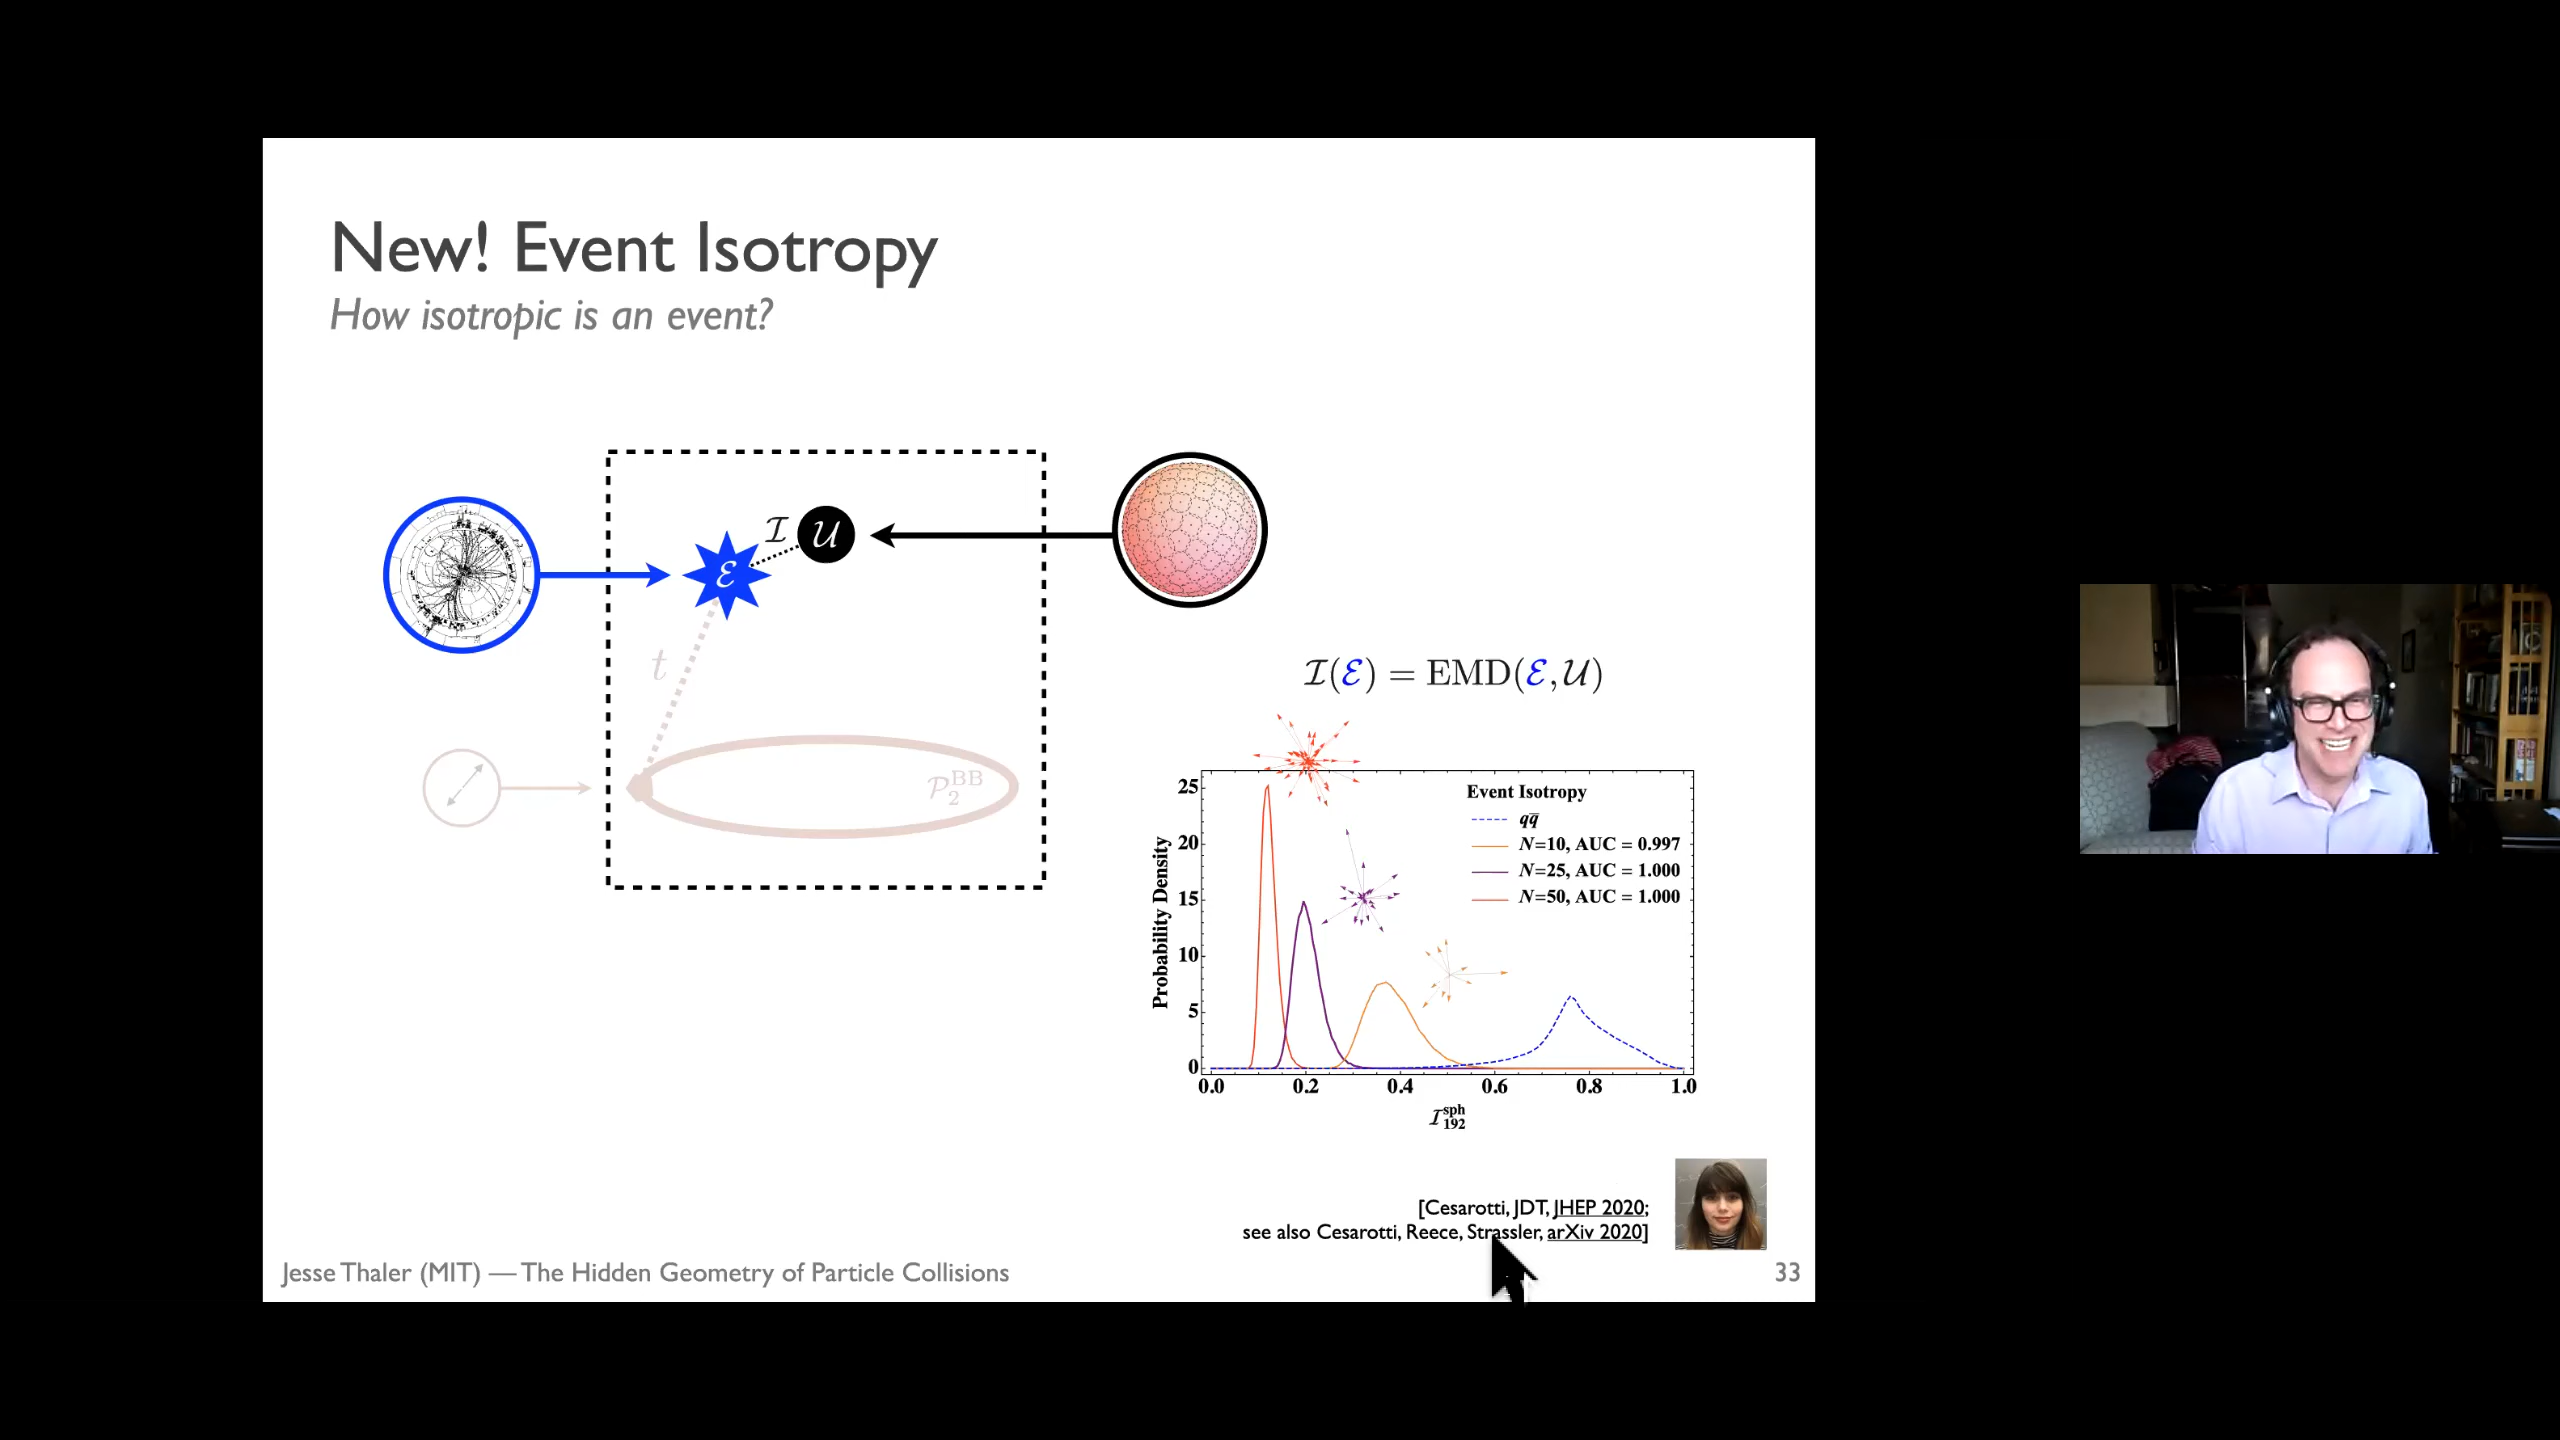 New! Event Isotropy
How isotropic is an event?
ℐ
𝒰
ℰ
t
𝒫₂ᴮᴮ
ℐ(ℰ) = EMD(ℰ, 𝒰)
Event Isotropy
qq̅
N=10, AUC = 0.997
N=25, AUC = 1.000
N=50, AUC = 1.000
Probability Density
25
20
15
10
5
0
0.0 0.2 0.4 0.6 0.8 1.0
ℐ₁₉₂ˢᵖʰ
[Cesarotti, JDT, JHEP 2020;
see also Cesarotti, Reece, Strassler, arXiv 2020]
Jesse Thaler (MIT) — The Hidden Geometry of Particle Collisions
33